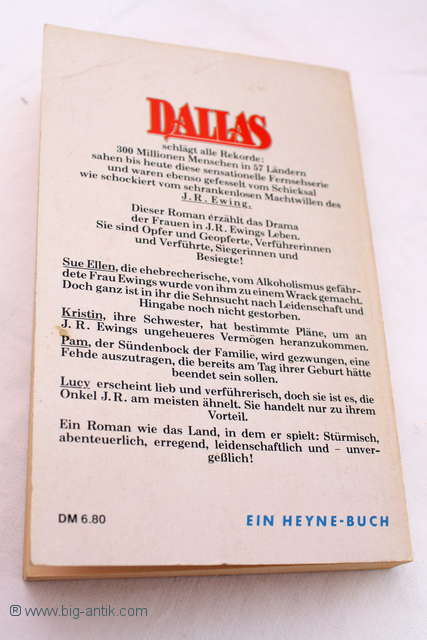 DALLAS
schlägt alle Rekorde:
300 Millionen Menschen in 57 Ländern
sahen bis heute diese sensationelle Fernsehserie
und waren ebenso gefesselt vom Schicksal
wie schockiert vom schrankenlosen Machtwillen des
J. R. Ewing.
Dieser Roman erzählt das Drama
der Frauen in J. R. Ewings Leben.
Sie sind Opfer und Geopferte, Verführerinnen
und Verführte, Siegerinnen und
Besiegte!
Sue Ellen, die ehebrecherische, vom Alkoholismus gefähr-
dete Frau Ewings wurde von ihm zu einem Wrack gemacht.
Doch ganz ist in ihr die Sehnsucht nach Leidenschaft und
Hingabe noch nicht gestorben.
Kristin, ihre Schwester, hat bestimmte Pläne, um an
J. R. Ewings ungeheueres Vermögen heranzukommen.
Pam, der Sündenbock der Familie, wird gezwungen, eine
Fehde auszutragen, die bereits am Tag ihrer Geburt hätte
beendet sein sollen.
Lucy erscheint lieb und verführerisch, doch sie ist es, die
Onkel J. R. am meisten ähnelt. Sie handelt nur zu ihrem
Vorteil.
Ein Roman wie das Land, in dem er spielt: Stürmisch,
abenteuerlich, erregend, leidenschaftlich und – unver-
geßlich!
DM 6.80
EIN HEYNE-BUCH
® www.big-antik.com